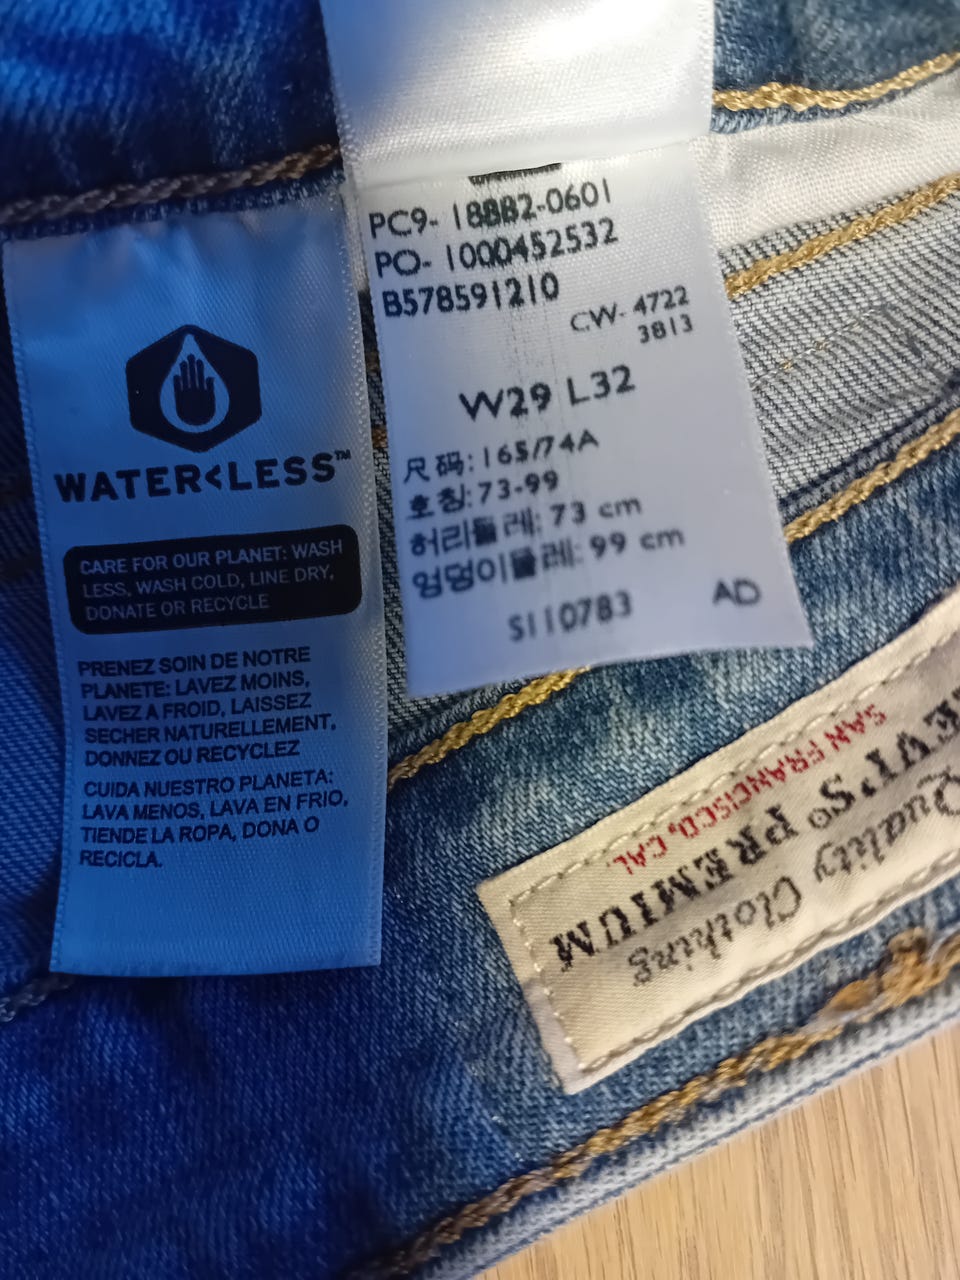 WATER<LESS™
CARE FOR OUR PLANET: WASH
LESS, WASH COLD, LINE DRY,
DONATE OR RECYCLE
PRENEZ SOIN DE NOTRE
PLANETE: LAVEZ MOINS,
LAVEZ A FROID, LAISSEZ
SECHER NATURELLEMENT,
DONNEZ OU RECYCLEZ
CUIDA NUESTRO PLANETA:
LAVA MENOS, LAVA EN FRIO,
TIENDE LA ROPA, DONA O
RECICLA.
PC9- 18882-0601
PO- 1000452532
B578591210
CW- 4722
3813
W29 L32
尺码: 165/74A
호칭: 73-99
허리둘레: 73 cm
엉덩이둘레: 99 cm
S110783
AD
Quality Clothing
PREMIUM
SAN FRANCISCO, CAL.